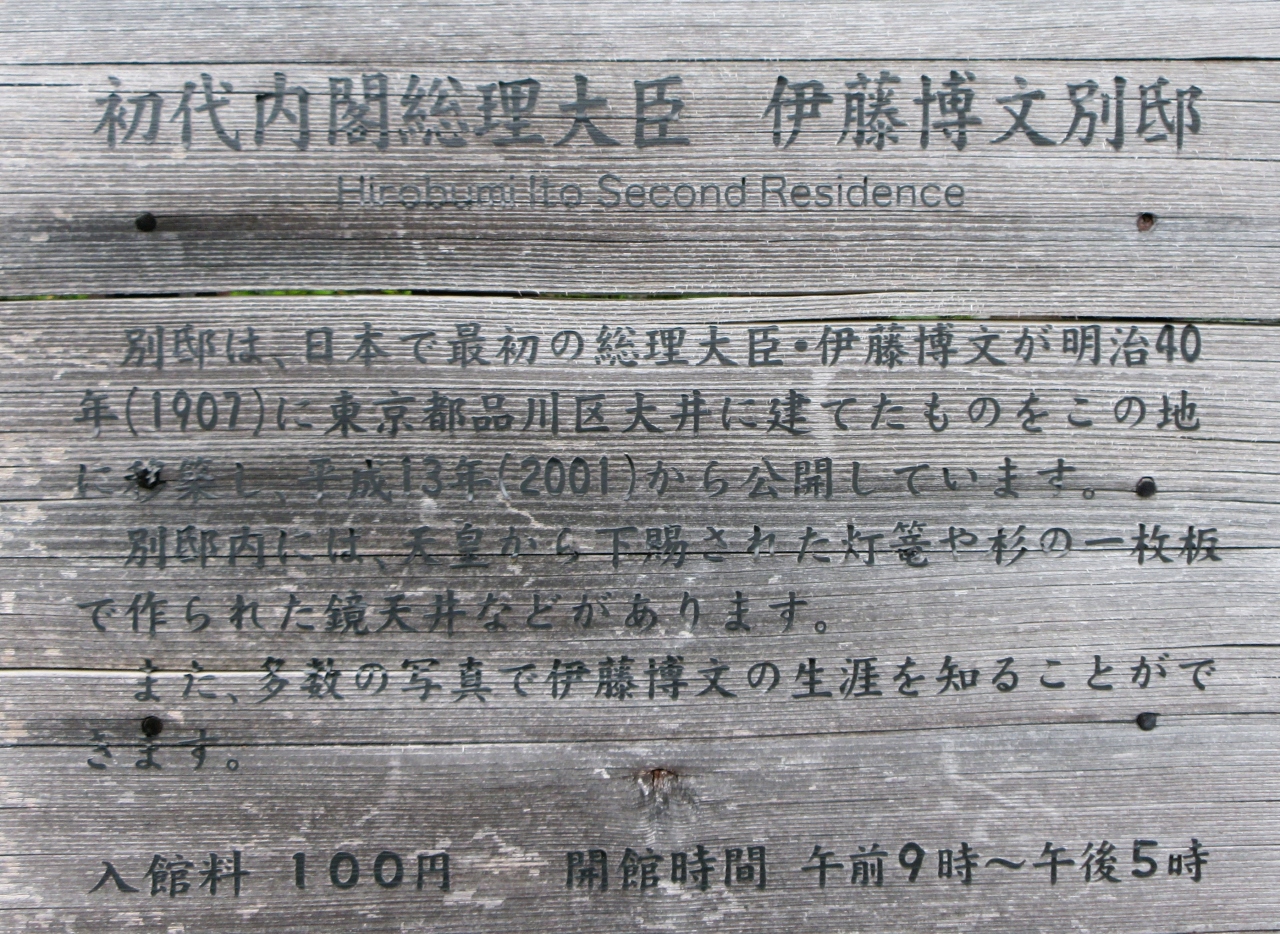 初代内閣総理大臣　伊藤博文別邸
Hirobumi Ito Second Residence
別邸は、日本で最初の総理大臣・伊藤博文が明治40
年(1907)に東京都品川区大井に建てたものをこの地
に移築し、平成13年(2001)から公開しています。
別邸内には、天皇から下賜された灯篭や杉の一枚板
で作られた鏡天井などがあります。
また、多数の写真で伊藤博文の生涯を知ることがで
きます。
入館料　100円　　開館時間　午前9時～午後5時